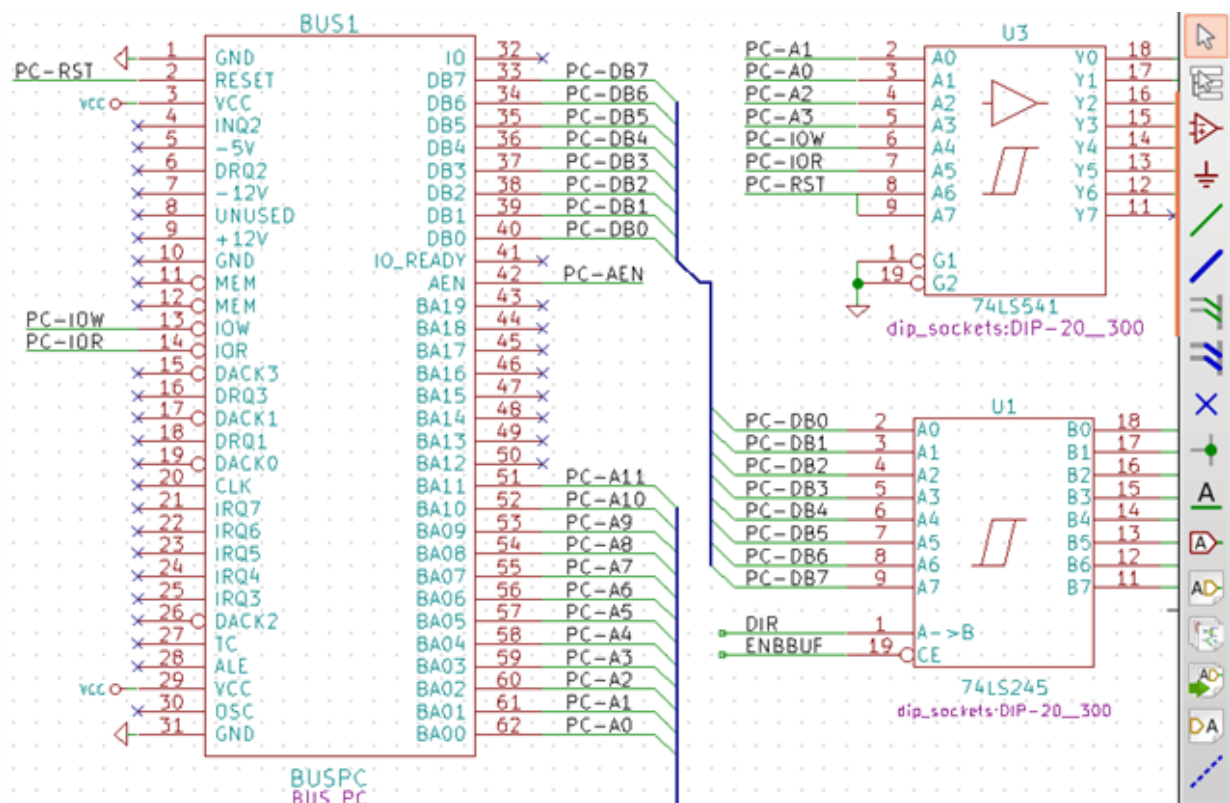 BUS1
1 GND IO 32
PC-RST 2 RESET DB7 33 PC-DB7
VCC 3 VCC DB6 34 PC-DB6
4 INQ2 DB5 35 PC-DB5
5 -5V DB4 36 PC-DB4
6 DRQ2 DB3 37 PC-DB3
7 -12V DB2 38 PC-DB2
8 UNUSED DB1 39 PC-DB1
9 +12V DB0 40 PC-DB0
10 GND IO_READY 41
11 MEM AEN 42 PC-AEN
12 MEM BA19 43
PC-IOW 13 IOW BA18 44
PC-IOR 14 IOR BA17 45
15 DACK3 BA16 46
16 DRQ3 BA15 47
17 DACK1 BA14 48
18 DRQ1 BA13 49
19 DACK0 BA12 50
20 CLK BA11 51 PC-A11
21 IRQ7 BA10 52 PC-A10
22 IRQ6 BA09 53 PC-A9
23 IRQ5 BA08 54 PC-A8
24 IRQ4 BA07 55 PC-A7
25 IRQ3 BA06 56 PC-A6
26 DACK2 BA05 57 PC-A5
27 TC BA04 58 PC-A4
28 ALE BA03 59 PC-A3
VCC 29 VCC BA02 60 PC-A2
30 OSC BA01 61 PC-A1
31 GND BA00 62 PC-A0
BUSPC
BUS_PC
U3
PC-A1 2 A0 Y0 18
PC-A0 3 A1 Y1 17
PC-A2 4 A2 Y2 16
PC-A3 5 A3 Y3 15
PC-IOW 6 A4 Y4 14
PC-IOR 7 A5 Y5 13
PC-RST 8 A6 Y6 12
9 A7 Y7 11
1 G1
19 G2
74LS541
dip_sockets:DIP-20__300
U1
PC-DB0 2 A0 B0 18
PC-DB1 3 A1 B1 17
PC-DB2 4 A2 B2 16
PC-DB3 5 A3 B3 15
PC-DB4 6 A4 B4 14
PC-DB5 7 A5 B5 13
PC-DB6 8 A6 B6 12
PC-DB7 9 A7 B7 11
DIR 1 A->B
ENBBUF 19 CE
74LS245
dip_sockets:DIP-20__300
A
A
AD
AD
DA